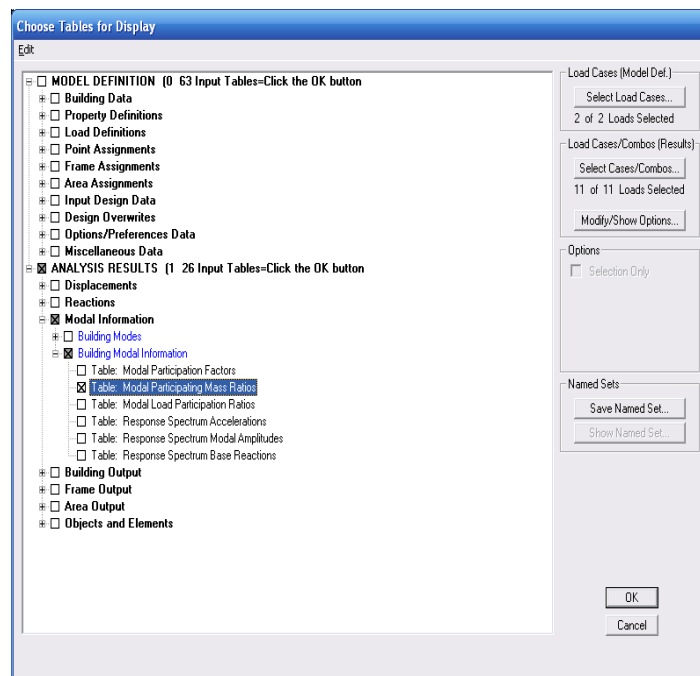 Choose Tables for Display
Edit
MODEL DEFINITION (0 63 Input Tables=Click the OK button
Building Data
Property Definitions
Load Definitions
Point Assignments
Frame Assignments
Area Assignments
Input Design Data
Design Overwrites
Options/Preferences Data
Miscellaneous Data
ANALYSIS RESULTS (1 26 Input Tables=Click the OK button
Displacements
Reactions
Modal Information
Building Modes
Building Modal Information
Table: Modal Participation Factors
Table: Modal Participating Mass Ratios
Table: Modal Load Participation Ratios
Table: Response Spectrum Accelerations
Table: Response Spectrum Modal Amplitudes
Table: Response Spectrum Base Reactions
Building Output
Frame Output
Area Output
Objects and Elements
Load Cases (Model Def.)
Select Load Cases...
2 of 2 Loads Selected
Load Cases/Combos (Results)
Select Cases/Combos...
11 of 11 Loads Selected
Modify/Show Options...
Options
Selection Only
Named Sets
Save Named Set...
Show Named Set...
OK
Cancel